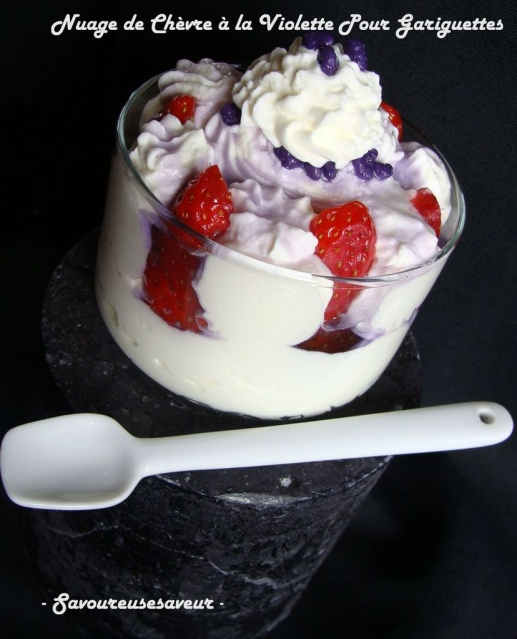 Nuage de Chèvre à la Violette Pour Gariguettes
- Savoureusesaveur -